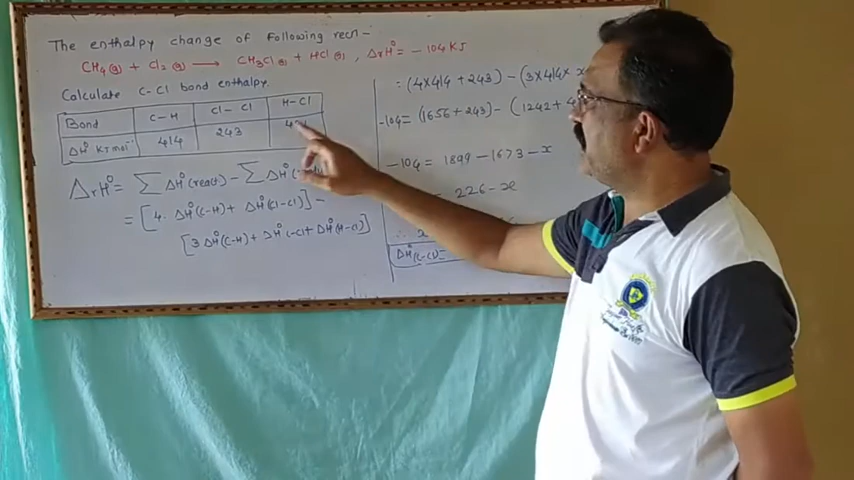 The enthalpy change of following recn -
CH₄(g) + Cl₂(g) ⟶ CH₃Cl(g) + HCl(g), ΔrH° = -104 KJ
Calculate C-Cl bond enthalpy.
Bond C-H Cl-Cl H-Cl
ΔH° KJ mol⁻¹ 414 243
ΔrH° = ∑ ΔH°(react) - ∑ ΔH°
= [4. ΔH°(C-H) + ΔH°(Cl-Cl)] -
[3 ΔH°(C-H) + ΔH°(C-Cl + ΔH°(H-Cl)]
= (4×414 + 243) - (3×414 ×
-104 = (1656 + 243) - (1242 +
-104 = 1899 - 1673 - x
226 - x
ΔH°(C-Cl) =